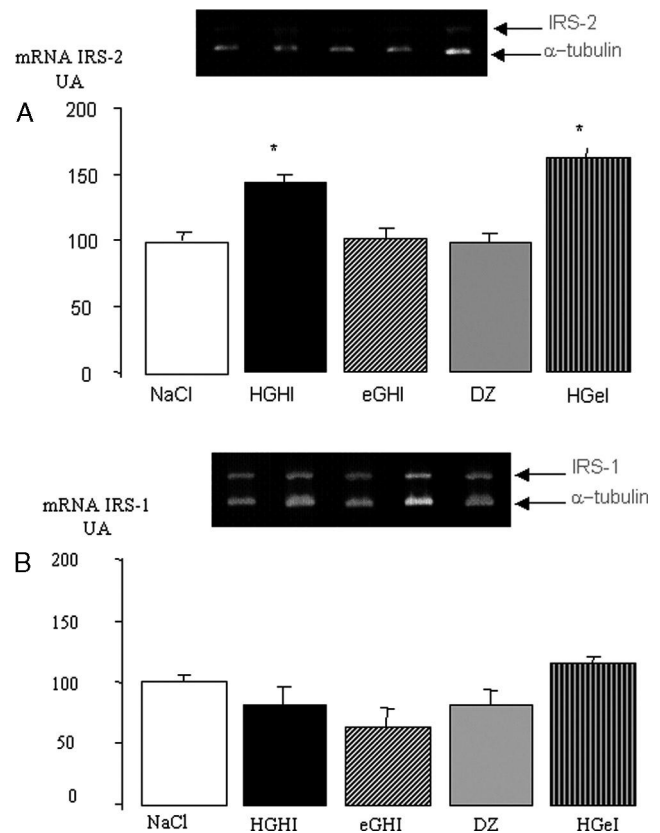 IRS-2
α-tubulin
mRNA IRS-2
UA
A
200
*
*
150
100
50
0
NaCl HGHI eGHI DZ HGeI
IRS-1
α-tubulin
mRNA IRS-1
UA
B
200
150
100
50
0
NaCl HGHI eGHI DZ HGeI